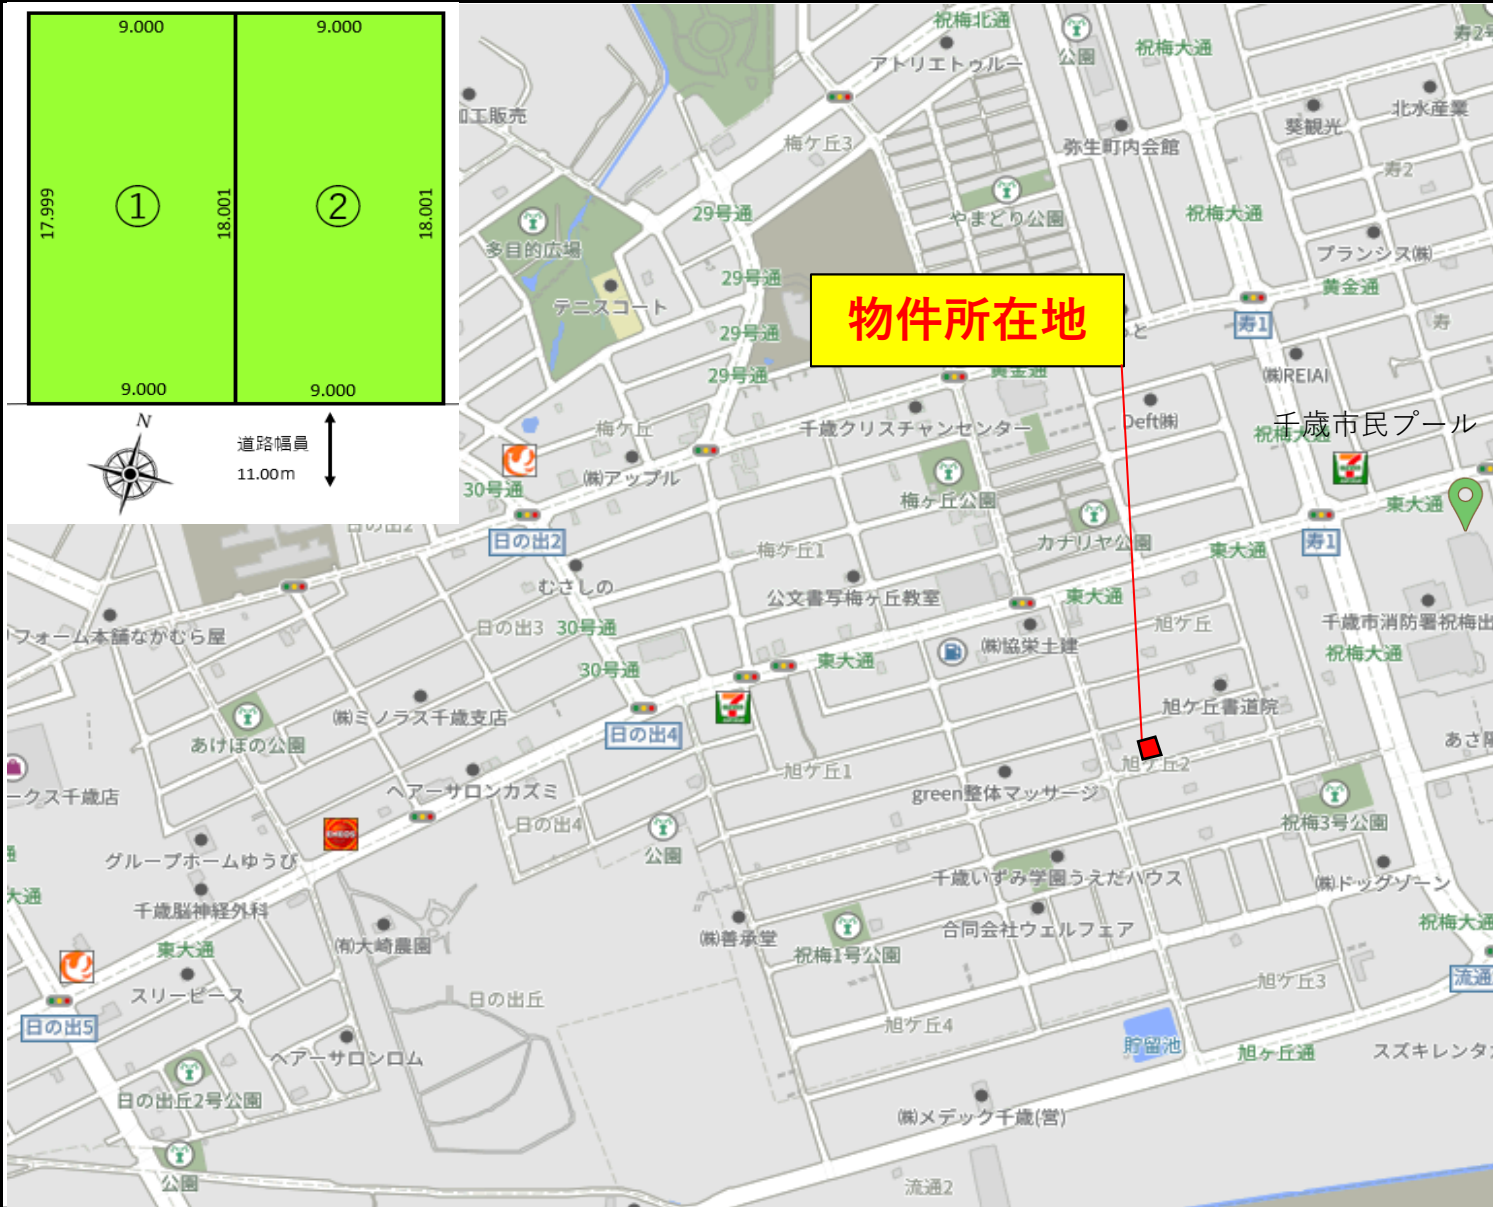 9.000
9.000
17.999
①
18.001
②
18.001
9.000
9.000
N
道路幅員
11.00m
祝梅北通
公園
祝梅大通
アトリエトゥルー
加工販売
北水産業
葵観光
梅ケ丘3
弥生町内会館
寿2
29号通
やまどり公園
祝梅大通
多目的広場
プランシス㈱
29号通
黄金通
テニスコート
物件所在地
寿1
寿
29号通
29号通
黄金通
㈱REIAI
梅ケ丘
千歳クリスチャンセンター
Deft㈱
祝梅大通
千歳市民プール
㈱アップル
30号通
梅ヶ丘公園
東大通
日の出2
日の出2
梅ケ丘1
カナリヤ公園
東大通
寿1
むさしの
公文書写梅ヶ丘教室
東大通
フォーム本舗ながむら屋
日の出3
30号通
旭ケ丘
千歳市消防署祝梅出
㈱協栄土建
祝梅大通
30号通
東大通
㈱ミノラス千歳支店
旭ケ丘書道院
あけぼの公園
日の出4
あさ陽
旭ケ丘1
旭ケ丘2
ークス千歳店
ヘアーサロンカズミ
green整体マッサージ
日の出4
祝梅3号公園
ENEOS
公園
グループホームゆうび
千歳いずみ学園うえだハウス
㈱ドッグゾーン
大通
千歳脳神経外科
東大通
㈲大崎農園
㈱善承堂
合同会社ウェルフェア
祝梅大通
祝梅1号公園
スリーピース
旭ケ丘3
流通
日の出丘
日の出5
旭ケ丘4
貯留池
旭ヶ丘通
スズキレンタ
ヘアーサロンロム
日の出丘2号公園
㈱メデック千歳(営)
公園
流通2